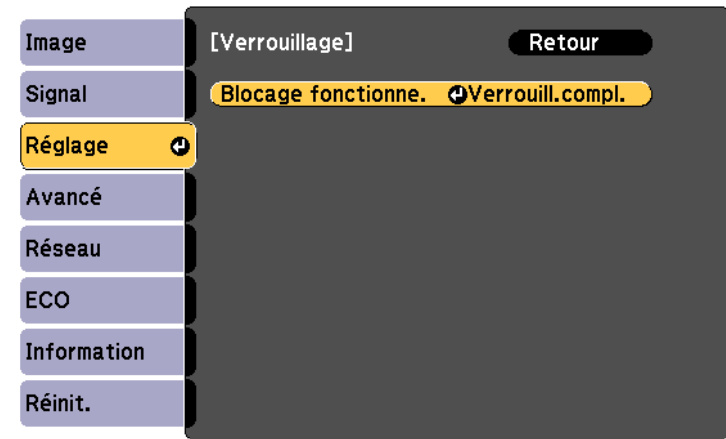 Image
Signal
Réglage
Avancé
Réseau
ECO
Information
Réinit.
[Verrouillage] Retour
Blocage fonctionne. Verrouill.compl.